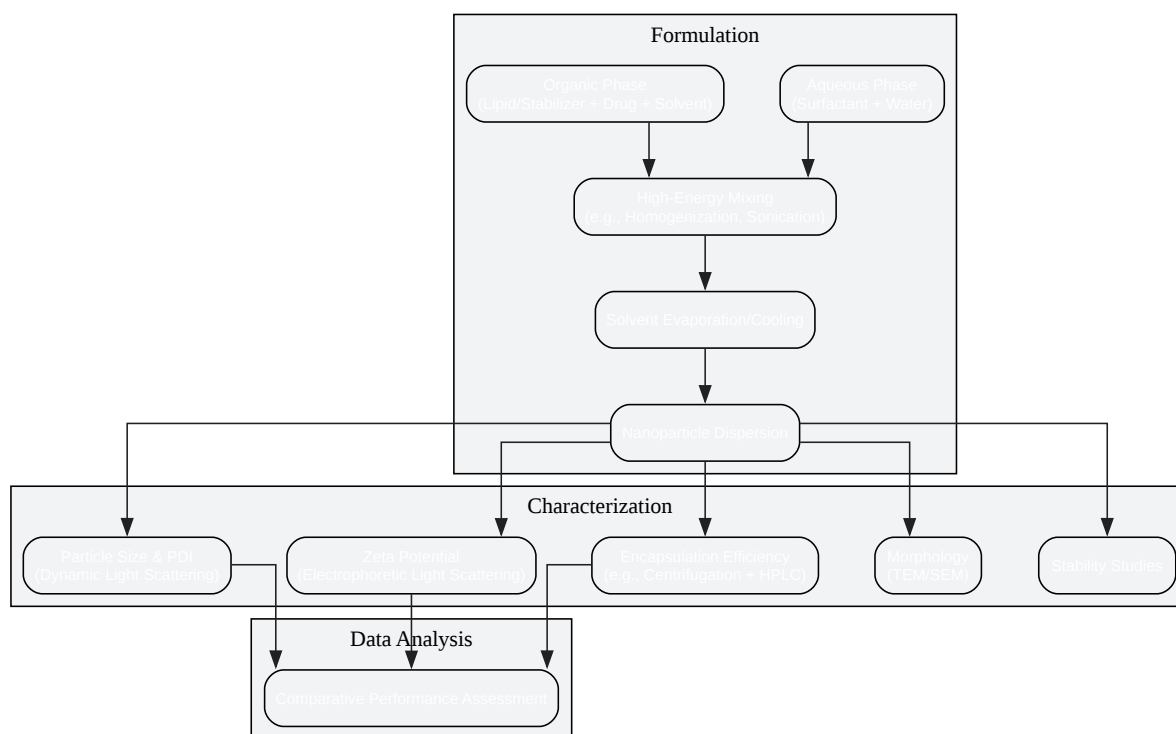 Formulation
Organic Phase
(Lipid/Stabilizer + Drug + Solvent)
Aqueous Phase
(Surfactant + Water)
High-Energy Mixing
(e.g., Homogenization, Sonication)
Solvent Evaporation/Cooling
Nanoparticle Dispersion
Characterization
Particle Size & PDI
(Dynamic Light Scattering)
Zeta Potential
(Electrophoretic Light Scattering)
Encapsulation Efficiency
(e.g., Centrifugation + HPLC)
Morphology
(TEM/SEM)
Stability Studies
Data Analysis
Comparative Performance Assessment